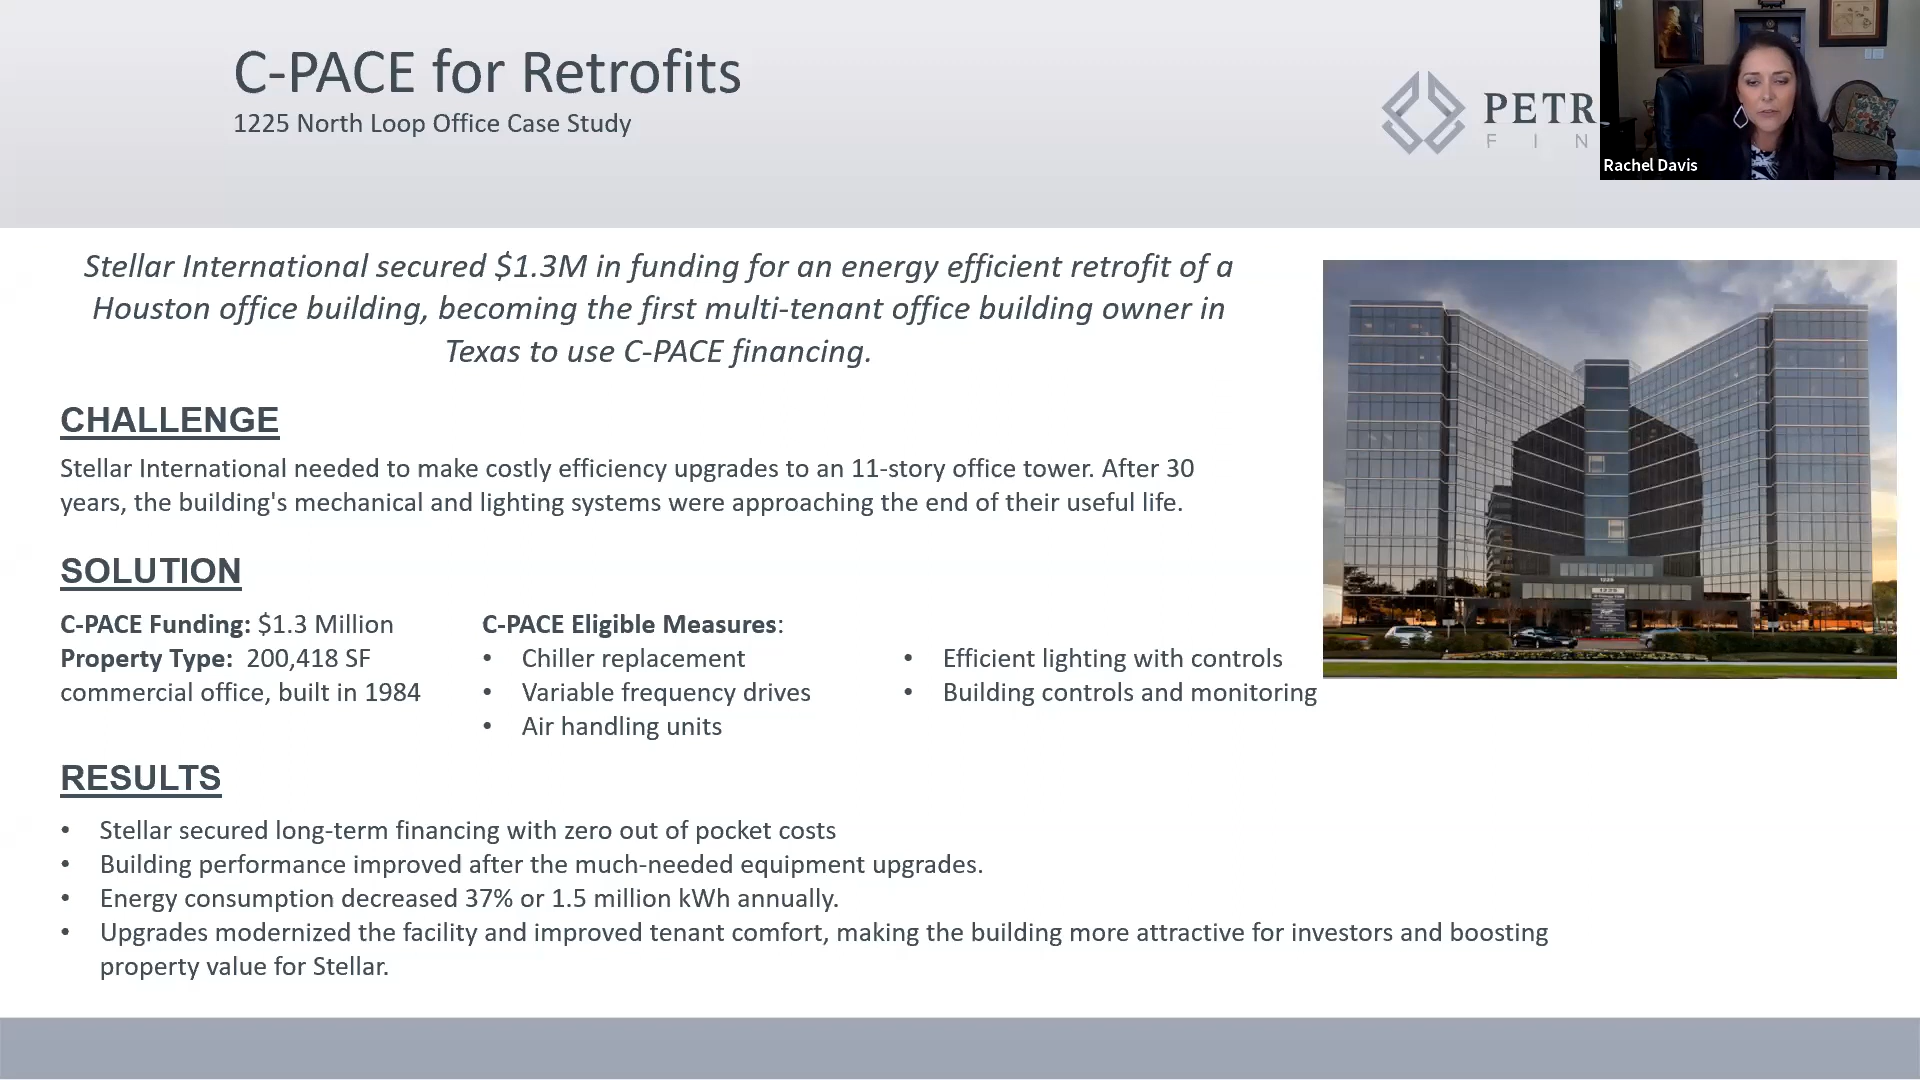 C-PACE for Retrofits
1225 North Loop Office Case Study
PETR
F I N
Rachel Davis
Stellar International secured $1.3M in funding for an energy efficient retrofit of a
Houston office building, becoming the first multi-tenant office building owner in
Texas to use C-PACE financing.
CHALLENGE
Stellar International needed to make costly efficiency upgrades to an 11-story office tower. After 30
years, the building's mechanical and lighting systems were approaching the end of their useful life.
SOLUTION
C-PACE Funding: $1.3 Million
Property Type: 200,418 SF
commercial office, built in 1984
C-PACE Eligible Measures:
• Chiller replacement
• Variable frequency drives
• Air handling units
• Efficient lighting with controls
• Building controls and monitoring
1225
RESULTS
• Stellar secured long-term financing with zero out of pocket costs
• Building performance improved after the much-needed equipment upgrades.
• Energy consumption decreased 37% or 1.5 million kWh annually.
• Upgrades modernized the facility and improved tenant comfort, making the building more attractive for investors and boosting
property value for Stellar.